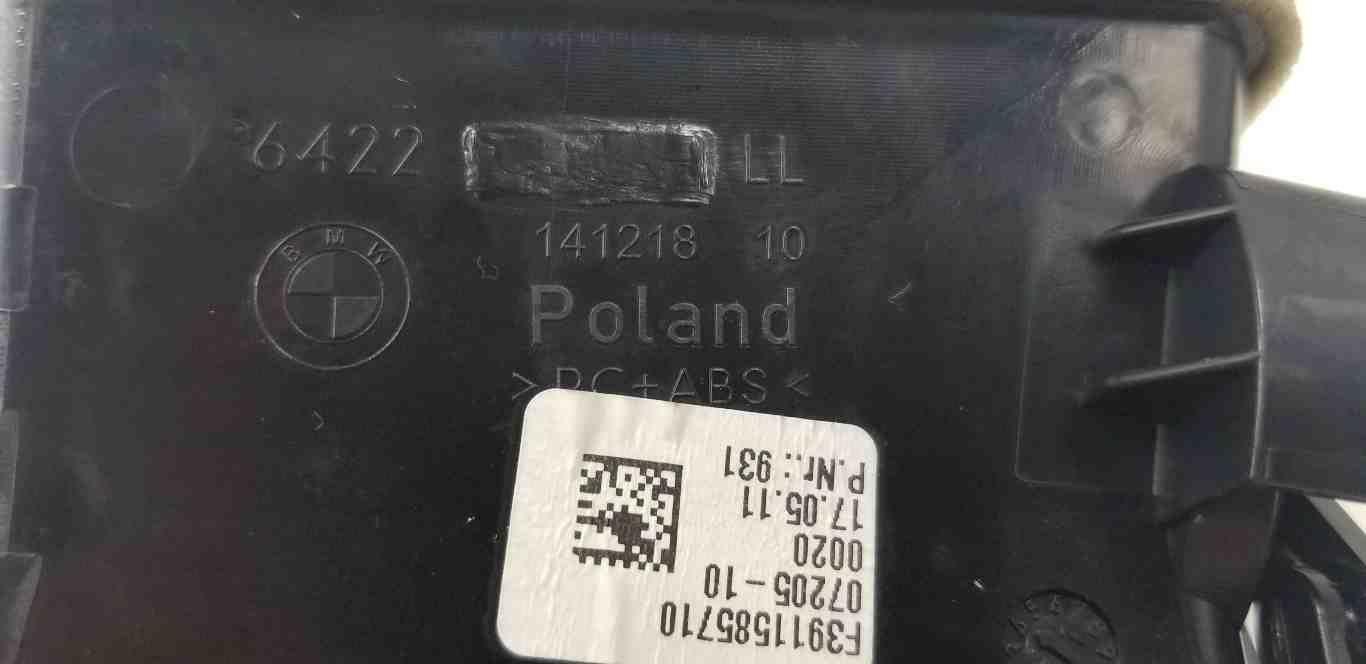 6422 LL
141218 10
BMW
Poland
>PC+ABS<
F3911585710
07205-10
0020
17.05.11
P.Nr.: 931